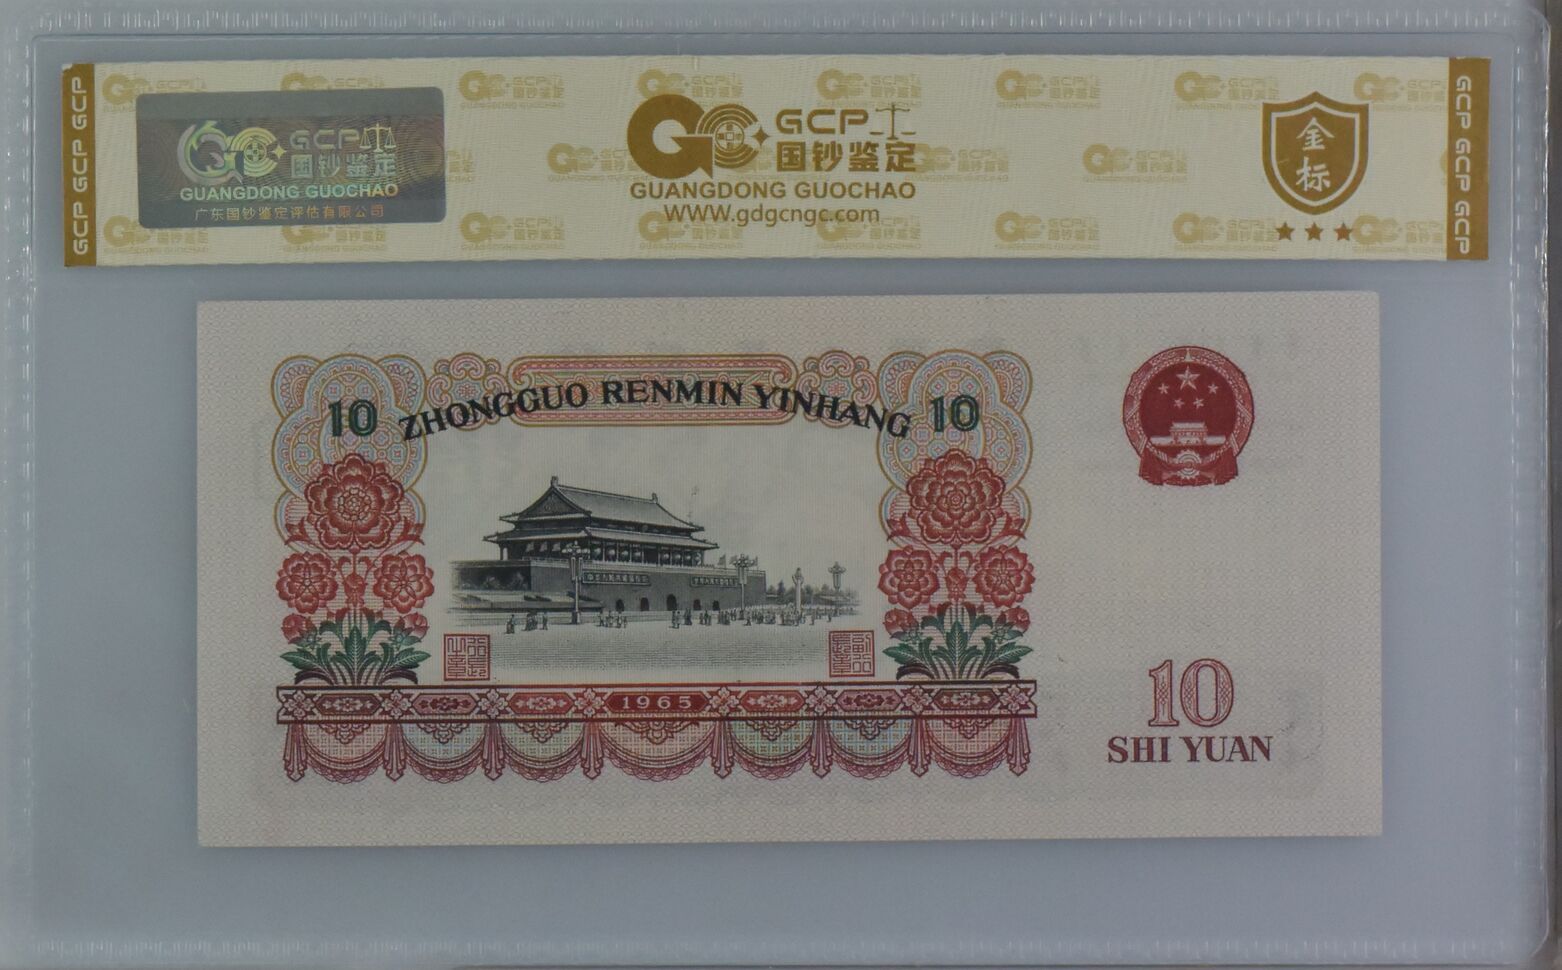 GCP GCP GCP
GCP
国钞鉴定
GUANGDONG GUOCHAO
广东国钞鉴定评估有限公司
GCP
国钞鉴定
GUANGDONG GUOCHAO
WWW.gdgcngc.com
金标
GCP GCP GCP
ZHONGGUO RENMIN YINHANG
10
10
1965
10
SHI YUAN